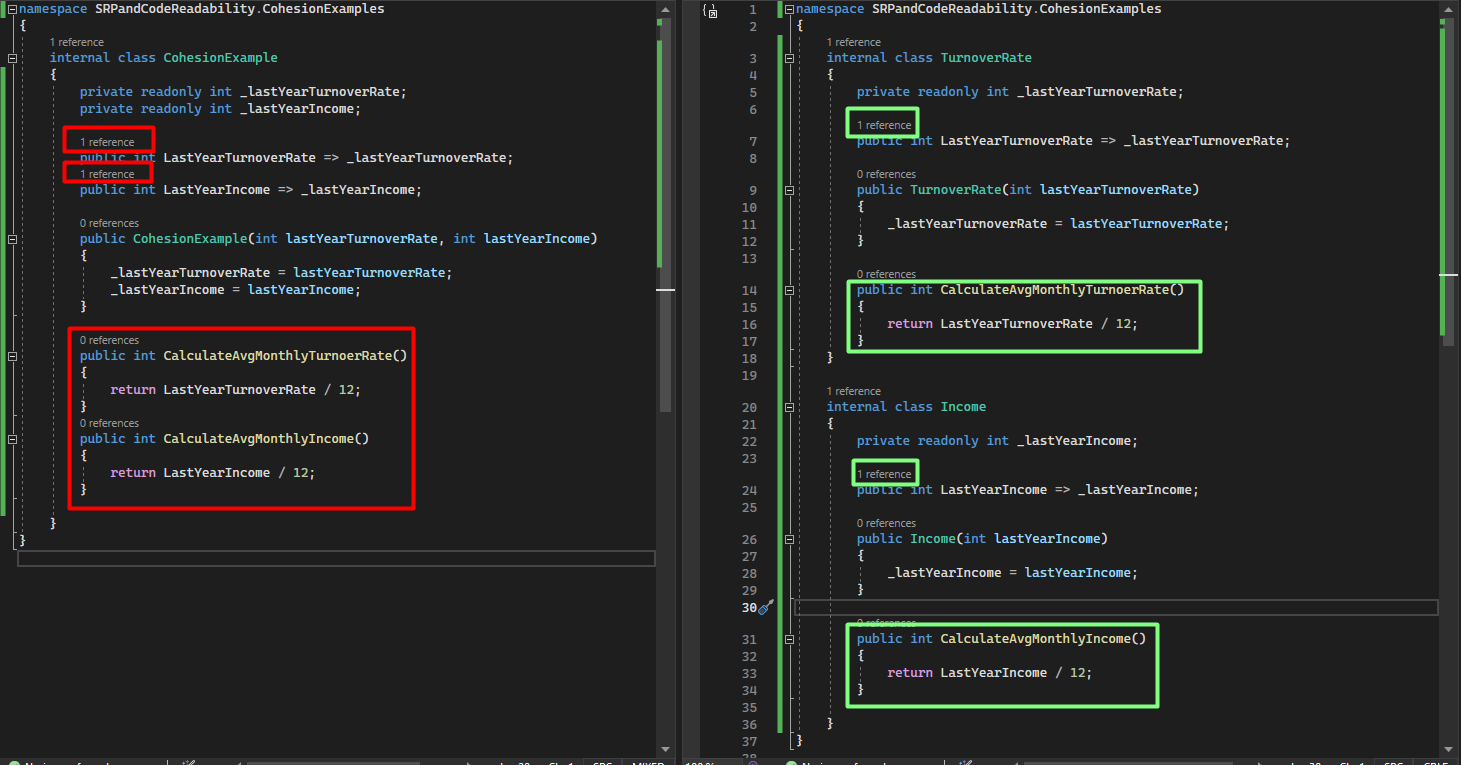 namespace SRPandCodeReadability.CohesionExamples
{
1 reference
internal class CohesionExample
{
private readonly int _lastYearTurnoverRate;
private readonly int _lastYearIncome;
1 reference
public int LastYearTurnoverRate => _lastYearTurnoverRate;
1 reference
public int LastYearIncome => _lastYearIncome;
0 references
public CohesionExample(int lastYearTurnoverRate, int lastYearIncome)
{
_lastYearTurnoverRate = lastYearTurnoverRate;
_lastYearIncome = lastYearIncome;
}
0 references
public int CalculateAvgMonthlyTurnoerRate()
{
return LastYearTurnoverRate / 12;
}
0 references
public int CalculateAvgMonthlyIncome()
{
return LastYearIncome / 12;
}
}
}
1 namespace SRPandCodeReadability.CohesionExamples
2 {
1 reference
3 internal class TurnoverRate
4 {
5 private readonly int _lastYearTurnoverRate;
6
1 reference
7 public int LastYearTurnoverRate => _lastYearTurnoverRate;
8
0 references
9 public TurnoverRate(int lastYearTurnoverRate)
10 {
11 _lastYearTurnoverRate = lastYearTurnoverRate;
12 }
13
0 references
14 public int CalculateAvgMonthlyTurnoerRate()
15 {
16 return LastYearTurnoverRate / 12;
17 }
18 }
19
1 reference
20 internal class Income
21 {
22 private readonly int _lastYearIncome;
23
1 reference
24 public int LastYearIncome => _lastYearIncome;
25
0 references
26 public Income(int lastYearIncome)
27 {
28 _lastYearIncome = lastYearIncome;
29 }
30
0 references
31 public int CalculateAvgMonthlyIncome()
32 {
33 return LastYearIncome / 12;
34 }
35
36 }
37 }